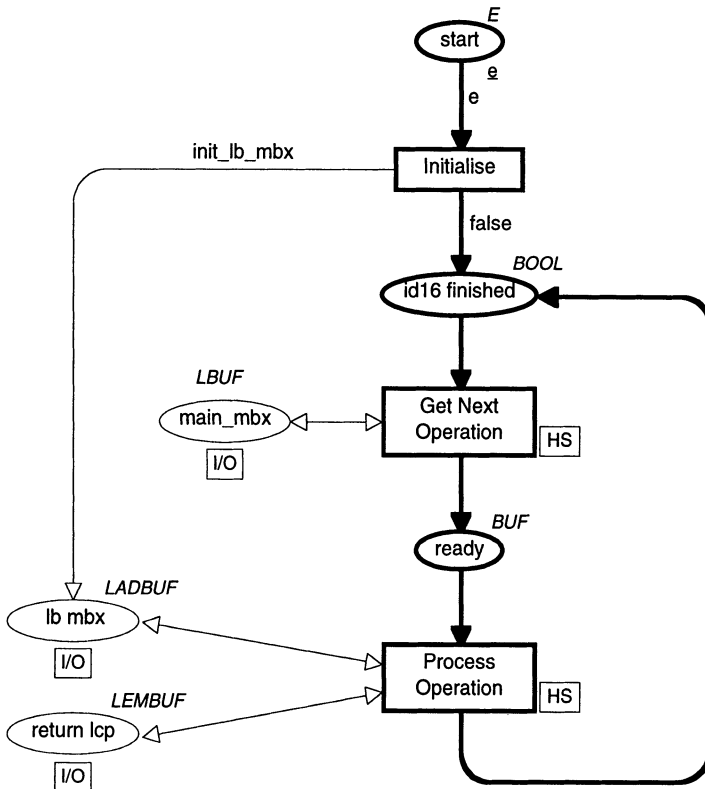 E
start
e
e
init_lb_mbx
Initialise
false
BOOL
id16 finished
LBUF
main_mbx
I/O
Get Next
Operation
HS
BUF
ready
LADBUF
lb mbx
I/O
Process
Operation
HS
LEMBUF
return lcp
I/O